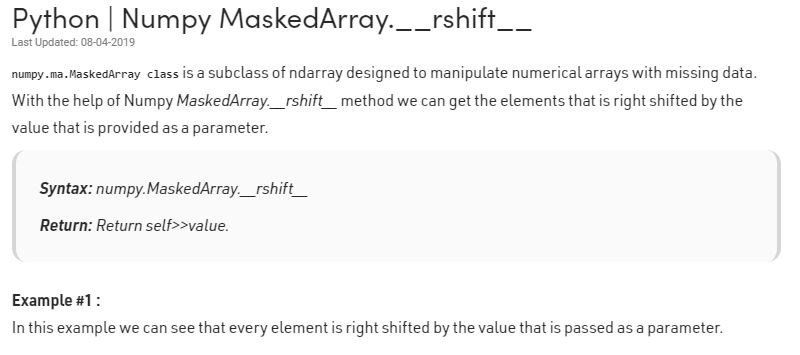 Python | Numpy MaskedArray.__rshift__
Last Updated: 08-04-2019
numpy.ma.MaskedArray class is a subclass of ndarray designed to manipulate numerical arrays with missing data.
With the help of Numpy MaskedArray.__rshift__ method we can get the elements that is right shifted by the
value that is provided as a parameter.
Syntax: numpy.MaskedArray.__rshift__
Return: Return self>>value.
Example #1 :
In this example we can see that every element is right shifted by the value that is passed as a parameter.